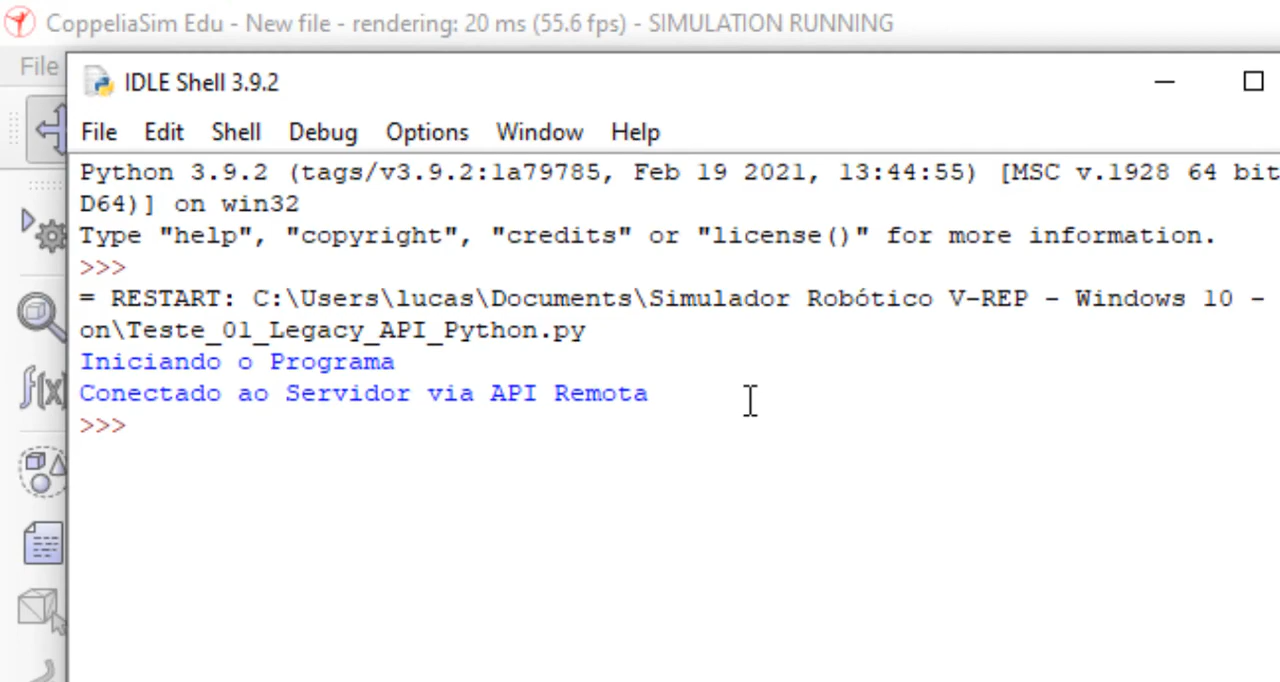 CoppeliaSim Edu - New file - rendering: 20 ms (55.6 fps) - SIMULATION RUNNING
File
IDLE Shell 3.9.2
File Edit Shell Debug Options Window Help
Python 3.9.2 (tags/v3.9.2:1a79785, Feb 19 2021, 13:44:55) [MSC v.1928 64 bit
D64)] on win32
Type "help", "copyright", "credits" or "license()" for more information.
>>>
= RESTART: C:\Users\lucas\Documents\Simulador Robótico V-REP - Windows 10 -
on\Teste_01_Legacy_API_Python.py
Iniciando o Programa
Conectado ao Servidor via API Remota
>>>
f(x)